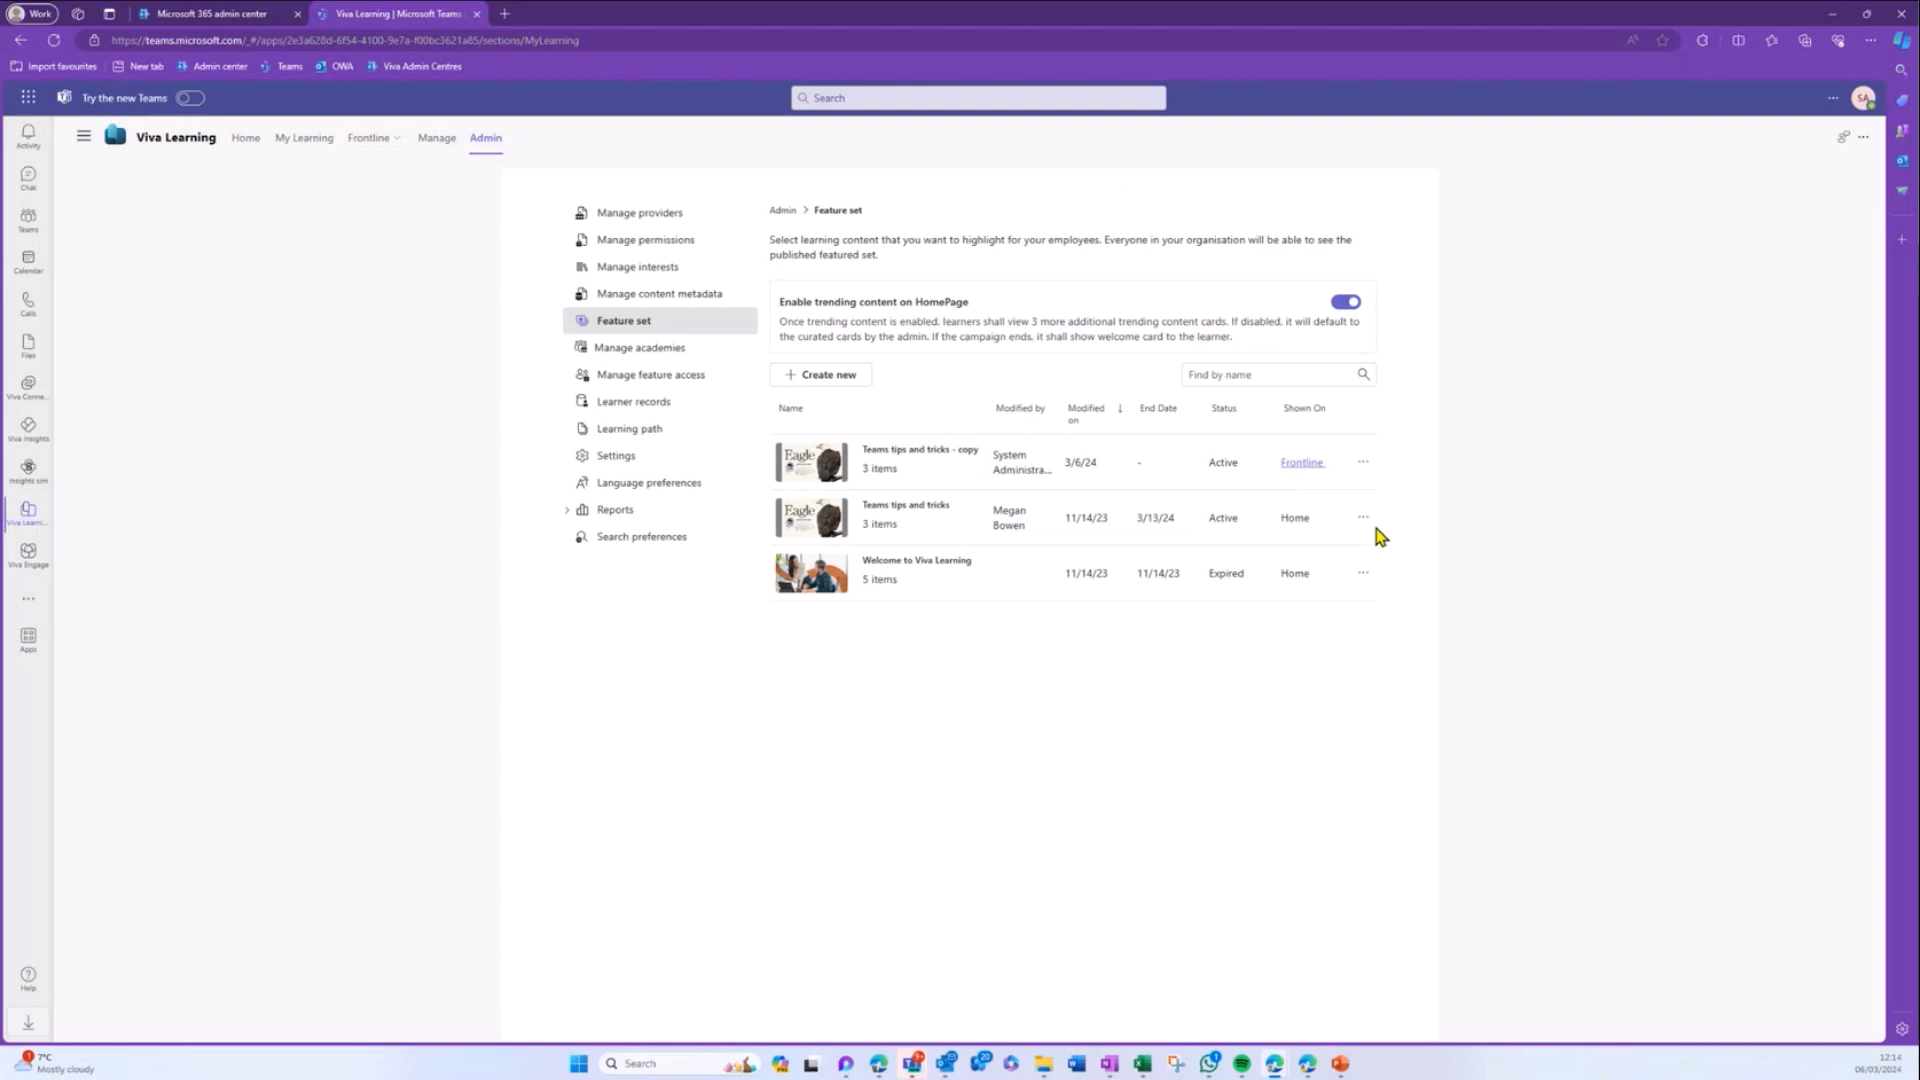 Work
Microsoft 365 admin center
Viva Learning | Microsoft Teams
https://teams.microsoft.com/_#/apps/2e3a628d-6f54-4100-9e7a-f00bc3621a85/sections/MyLearning
Import favourites
New tab
Admin center
Teams
OWA
Viva Admin Centres
Try the new Teams
Search
SA
Activity
Chat
Teams
Calendar
Calls
Files
Viva Conne...
Viva Insights
Insights sim
Viva Learni...
Viva Engage
Apps
Help
Viva Learning
Home
My Learning
Frontline
Manage
Admin
Manage providers
Manage permissions
Manage interests
Manage content metadata
Feature set
Manage academies
Manage feature access
Learner records
Learning path
Settings
Language preferences
Reports
Search preferences
Admin > Feature set
Select learning content that you want to highlight for your employees. Everyone in your organisation will be able to see the
published featured set.
Enable trending content on HomePage
Once trending content is enabled, learners shall view 3 more additional trending content cards. If disabled, it will default to
the curated cards by the admin. If the campaign ends, it shall show welcome card to the learner.
Create new
Find by name
Name
Modified by
Modified
on
End Date
Status
Shown On
Eagle
Teams tips and tricks - copy
3 items
System
Administra...
3/6/24
-
Active
Frontline
Eagle
Teams tips and tricks
3 items
Megan
Bowen
11/14/23
3/13/24
Active
Home
Welcome to Viva Learning
5 items
11/14/23
11/14/23
Expired
Home
1
7°C
Mostly cloudy
Search
20
1
12:14
06/03/2024